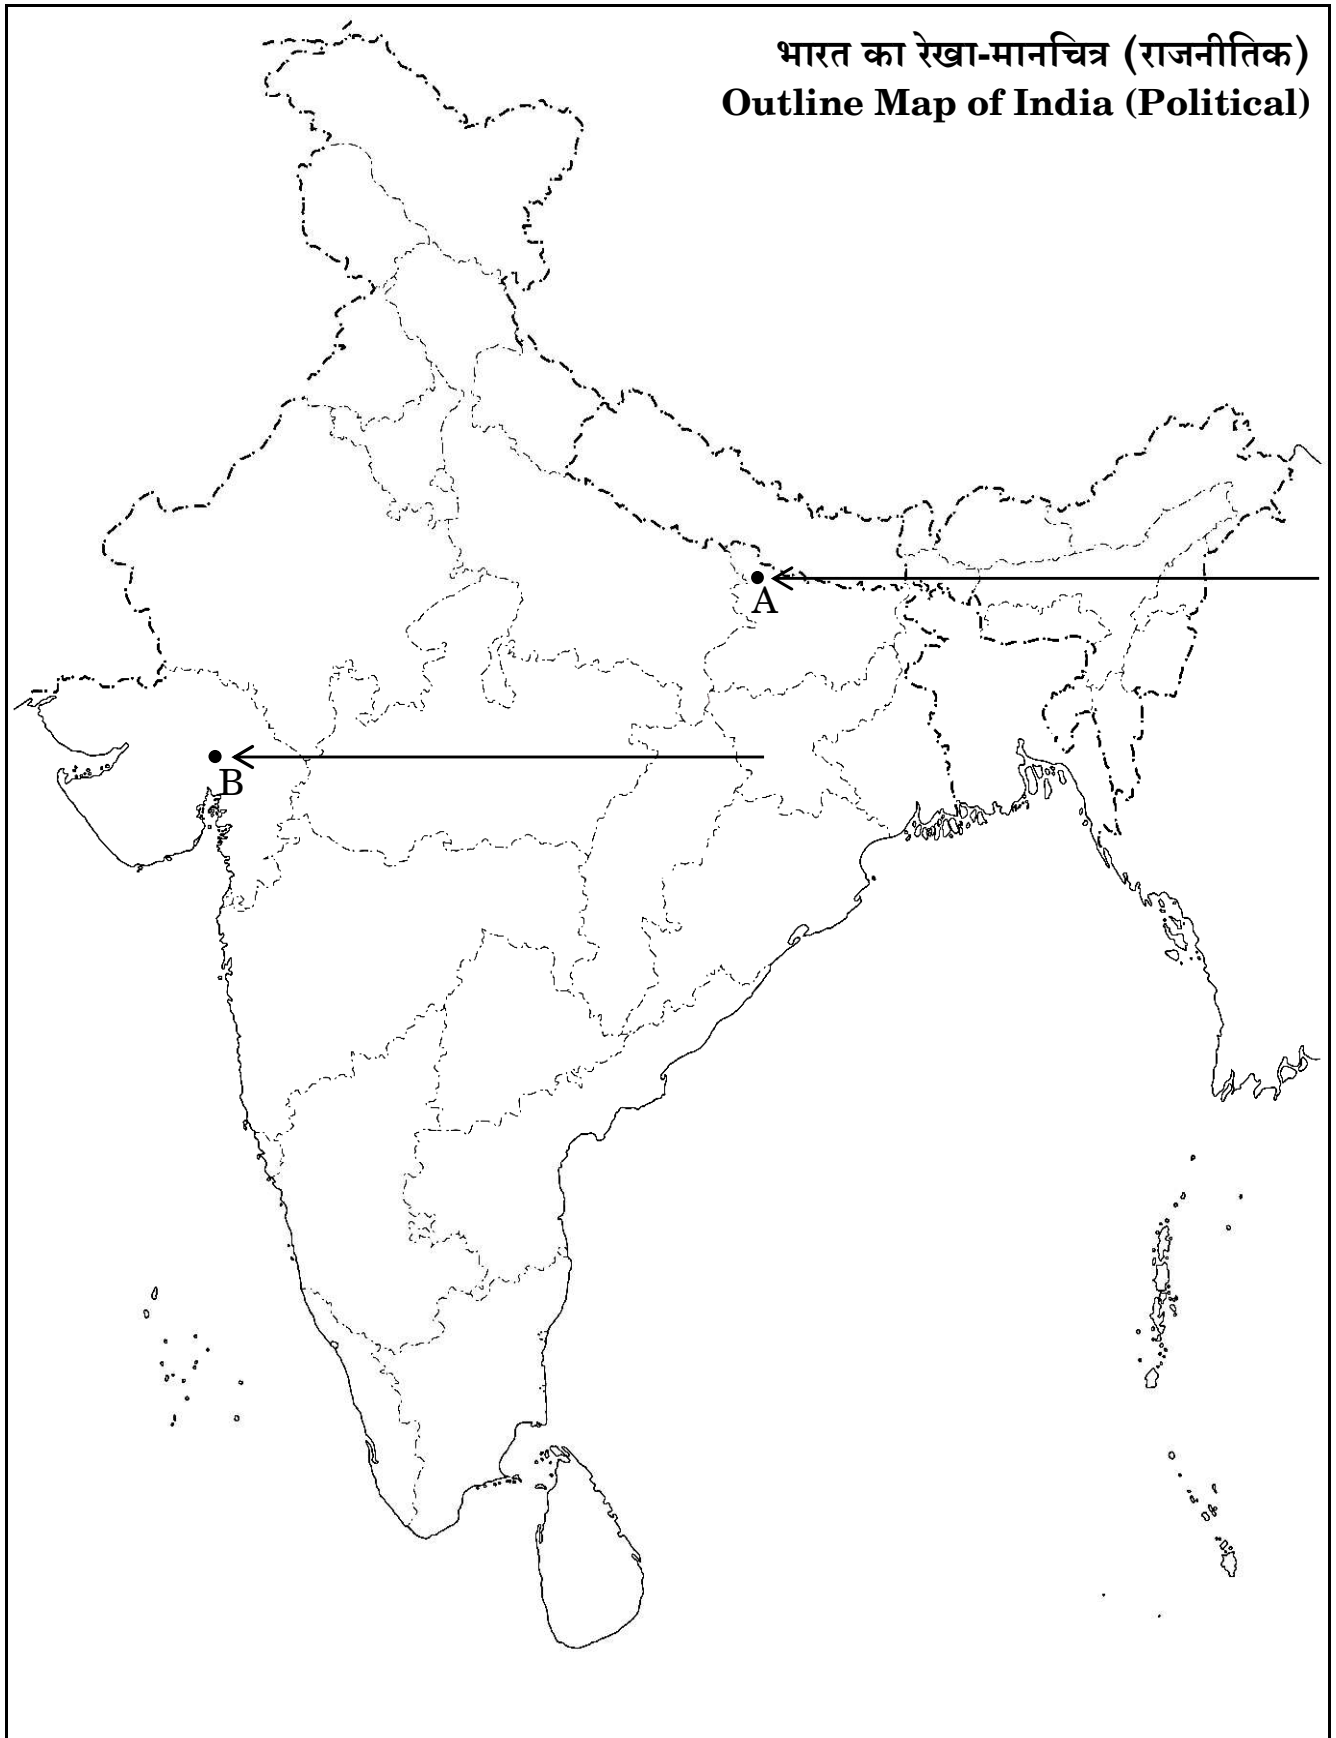 भारत का रेखा-मानचित्र (राजनीतिक)
Outline Map of India (Political)
A
B